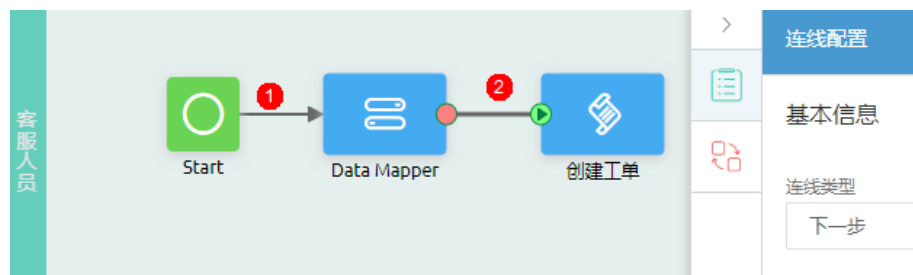 客服人员
1
2
Start
Data Mapper
创建工单
连线配置
基本信息
连线类型
下一步